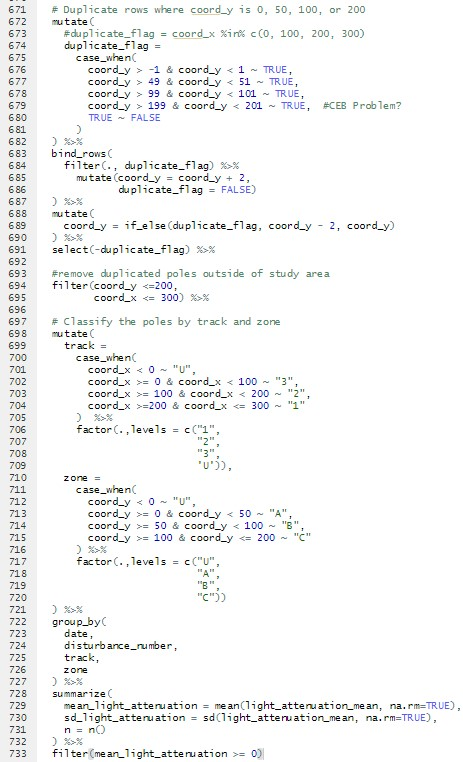 671 # Duplicate rows where coord_y is 0, 50, 100, or 200
672 mutate(
673 #duplicate_flag = coord_x %in% c(0, 100, 200, 300)
674 duplicate_flag =
675 case_when(
676 coord_y > -1 & coord_y < 1 ~ TRUE,
677 coord_y > 49 & coord_y < 51 ~ TRUE,
678 coord_y > 99 & coord_y < 101 ~ TRUE,
679 coord_y > 199 & coord_y < 201 ~ TRUE, #CEB Problem?
680 TRUE ~ FALSE
681 )
682 ) %>%
683 bind_rows(
684 filter(., duplicate_flag) %>%
685 mutate(coord_y = coord_y + 2,
686 duplicate_flag = FALSE)
687 ) %>%
688 mutate(
689 coord_y = if_else(duplicate_flag, coord_y - 2, coord_y)
690 ) %>%
691 select(-duplicate_flag) %>%
692
693 #remove duplicated poles outside of study area
694 filter(coord_y <=200,
695 coord_x <= 300) %>%
696
697 # Classify the poles by track and zone
698 mutate(
699 track =
700 case_when(
701 coord_x < 0 ~ "U",
702 coord_x >= 0 & coord_x < 100 ~ "3",
703 coord_x >= 100 & coord_x < 200 ~ "2",
704 coord_x >=200 & coord_x <= 300 ~ "1"
705 ) %>%
706 factor(.,levels = c("1",
707 "2",
708 "3",
709 'U')),
710 zone =
711 case_when(
712 coord_y < 0 ~ "U",
713 coord_y >= 0 & coord_y < 50 ~ "A",
714 coord_y >= 50 & coord_y < 100 ~ "B",
715 coord_y >= 100 & coord_y <= 200 ~ "C"
716 ) %>%
717 factor(.,levels = c("U",
718 "A",
719 "B",
720 "C"))
721 ) %>%
722 group_by(
723 date,
724 disturbance_number,
725 track,
726 zone
727 ) %>%
728 summarize(
729 mean_light_attenuation = mean(light_attenuation_mean, na.rm=TRUE),
730 sd_light_attenuation = sd(light_attenuation_mean, na.rm=TRUE),
731 n = n()
732 ) %>%
733 filter(mean_light_attenuation >= 0)